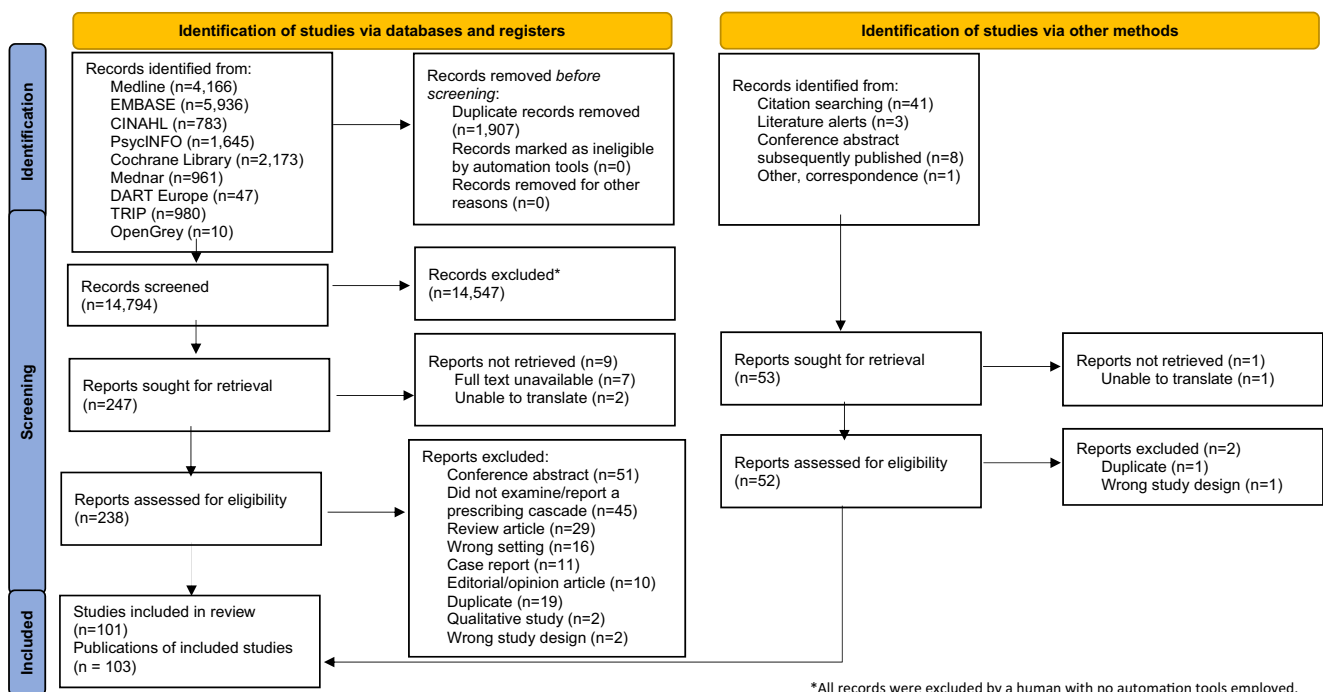 Identification of studies via databases and registers
Identification of studies via other methods
Identification
Records identified from:
Medline (n=4,166)
EMBASE (n=5,936)
CINAHL (n=783)
PsycINFO (n=1,645)
Cochrane Library (n=2,173)
Mednar (n=961)
DART Europe (n=47)
TRIP (n=980)
OpenGrey (n=10)
Records removed before
screening:
Duplicate records removed
(n=1,907)
Records marked as ineligible
by automation tools (n=0)
Records removed for other
reasons (n=0)
Records identified from:
Citation searching (n=41)
Literature alerts (n=3)
Conference abstract
subsequently published (n=8)
Other, correspondence (n=1)
Screening
Records screened
(n=14,794)
Records excluded*
(n=14,547)
Reports sought for retrieval
(n=247)
Reports not retrieved (n=9)
Full text unavailable (n=7)
Unable to translate (n=2)
Reports sought for retrieval
(n=53)
Reports not retrieved (n=1)
Unable to translate (n=1)
Reports assessed for eligibility
(n=238)
Reports excluded:
Conference abstract (n=51)
Did not examine/report a
prescribing cascade (n=45)
Review article (n=29)
Wrong setting (n=16)
Case report (n=11)
Editorial/opinion article (n=10)
Duplicate (n=19)
Qualitative study (n=2)
Wrong study design (n=2)
Reports assessed for eligibility
(n=52)
Reports excluded (n=2)
Duplicate (n=1)
Wrong study design (n=1)
Included
Studies included in review
(n=101)
Publications of included studies
(n = 103)
*All records were excluded by a human with no automation tools employed.